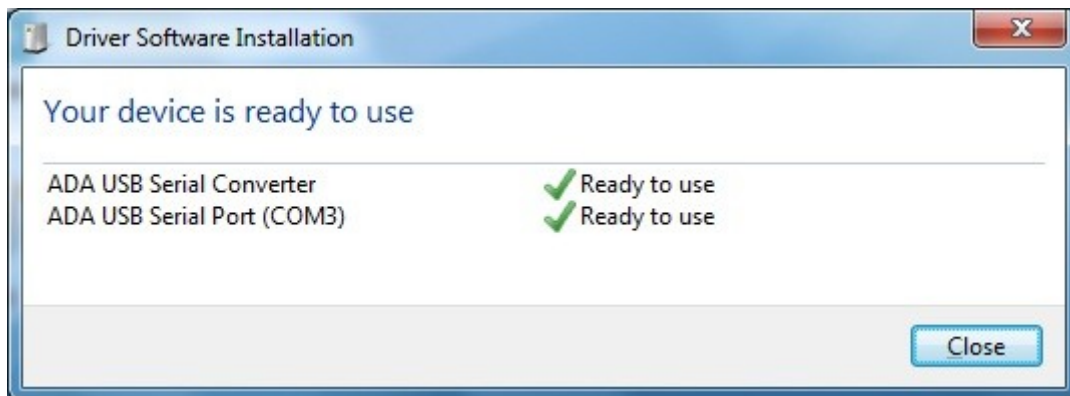 Driver Software Installation
Your device is ready to use
ADA USB Serial Converter Ready to use
ADA USB Serial Port (COM3) Ready to use
Close